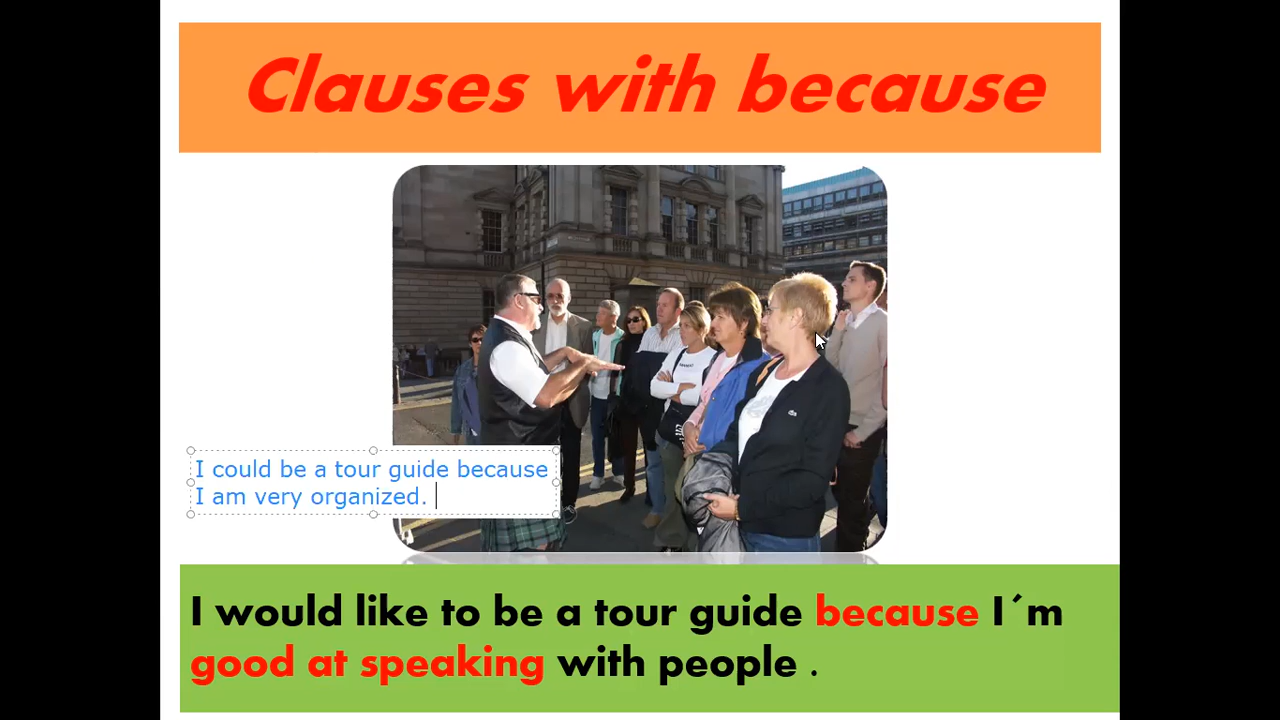 Clauses with because
I could be a tour guide because
I am very organized.
I would like to be a tour guide because I´m
good at speaking with people .